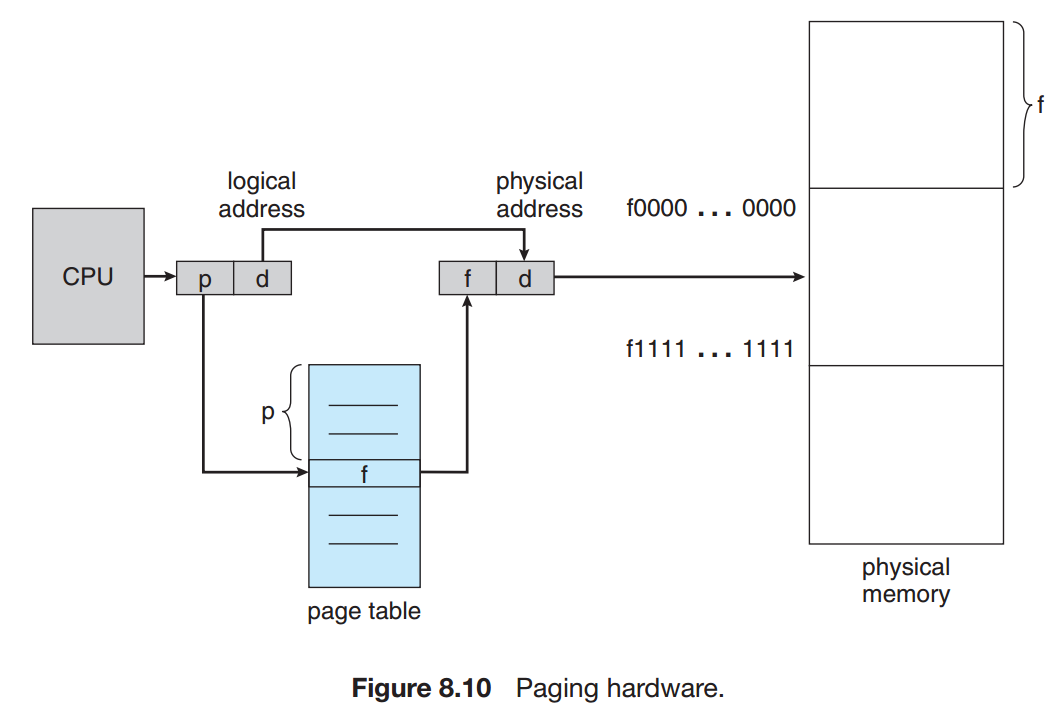 f
logical
address
physical
address
f0000 ... 0000
CPU
p
d
f
d
f1111 ... 1111
p
f
page table
physical
memory
Figure 8.10 Paging hardware.